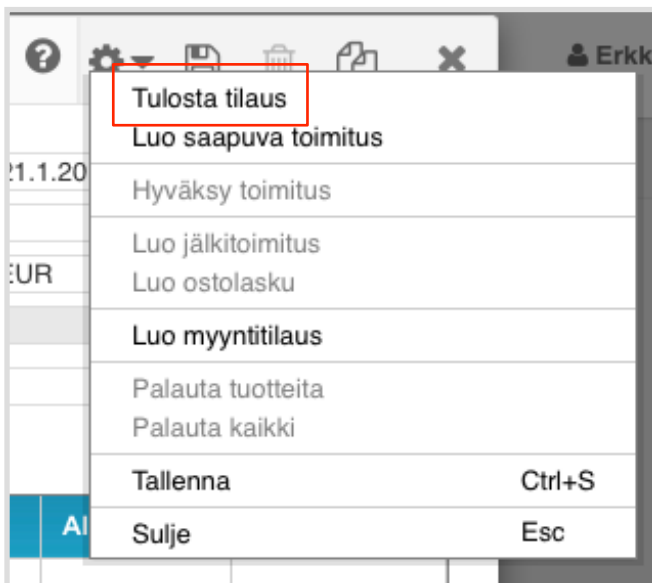 Erkk
Tulosta tilaus
Luo saapuva toimitus
21.1.20
Hyväksy toimitus
Luo jälkitoimitus
EUR
Luo ostolasku
Luo myyntitilaus
Palauta tuotteita
Palauta kaikki
Tallenna Ctrl+S
Al
Sulje Esc